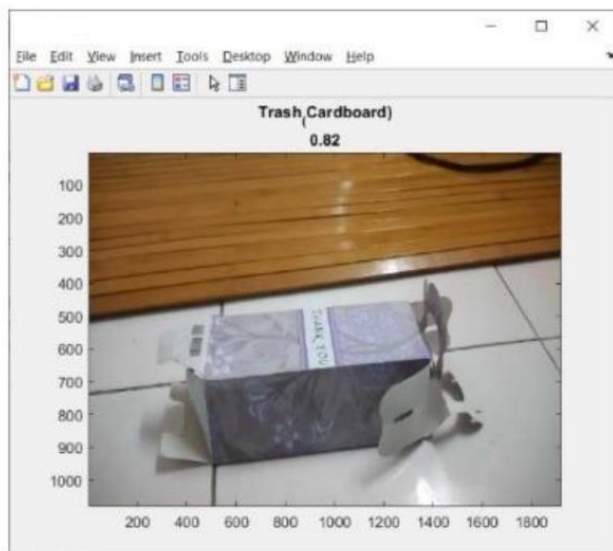 File Edit View Insert Tools Desktop Window Help
Trash(Cardboard)
0.82
100
200
300
400
500
600
700
800
900
1000
THANK YOU
200 400 600 800 1000 1200 1400 1600 1800